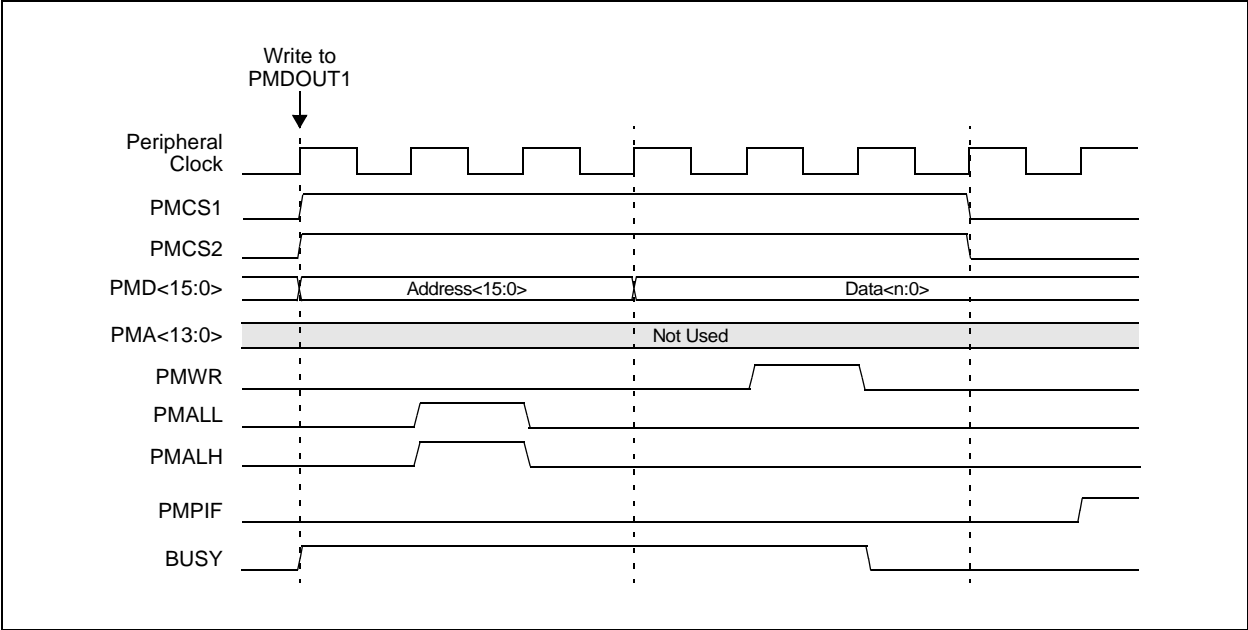 Write to
PMDOUT1
Peripheral
Clock
PMCS1
PMCS2
PMD<15:0>
Address<15:0>
Data<n:0>
PMA<13:0>
Not Used
PMWR
PMALL
PMALH
PMPIF
BUSY